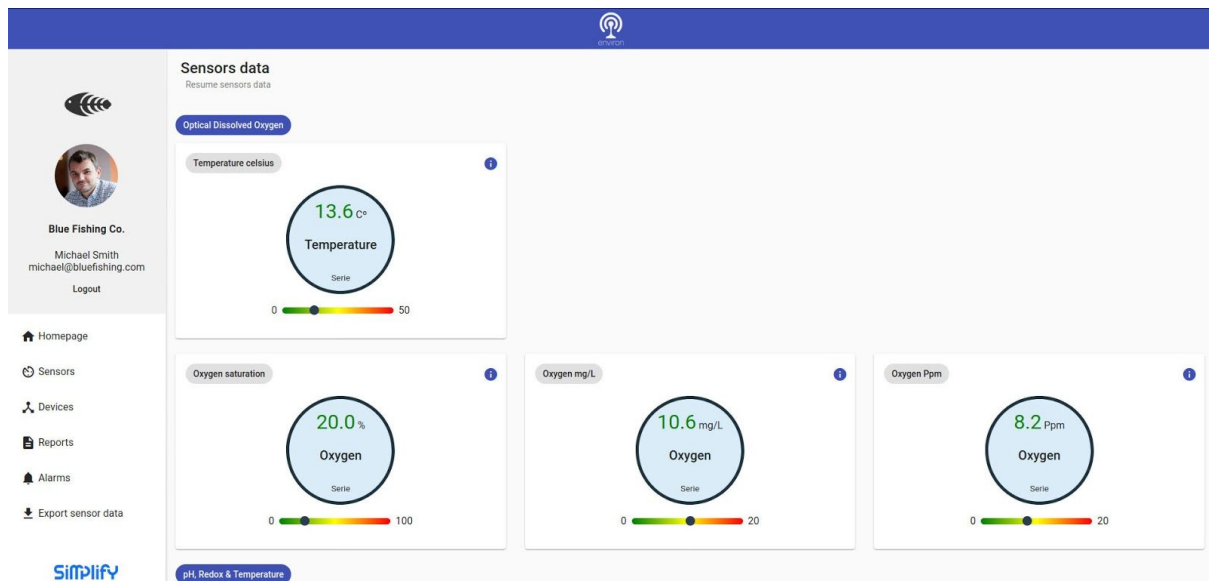 environ
Sensors data
Resume sensors data
Optical Dissolved Oxygen
Temperature celsius
13.6 Cº
Temperature
Serie
0 50
Blue Fishing Co.
Michael Smith
michael@bluefishing.com
Logout
Homepage
Sensors
Devices
Reports
Alarms
Export sensor data
SiMPLiFY
Oxygen saturation
20.0 %
Oxygen
Serie
0 100
Oxygen mg/L
10.6 mg/L
Oxygen
Serie
0 20
Oxygen Ppm
8.2 Ppm
Oxygen
Serie
0 20
pH, Redox & Temperature